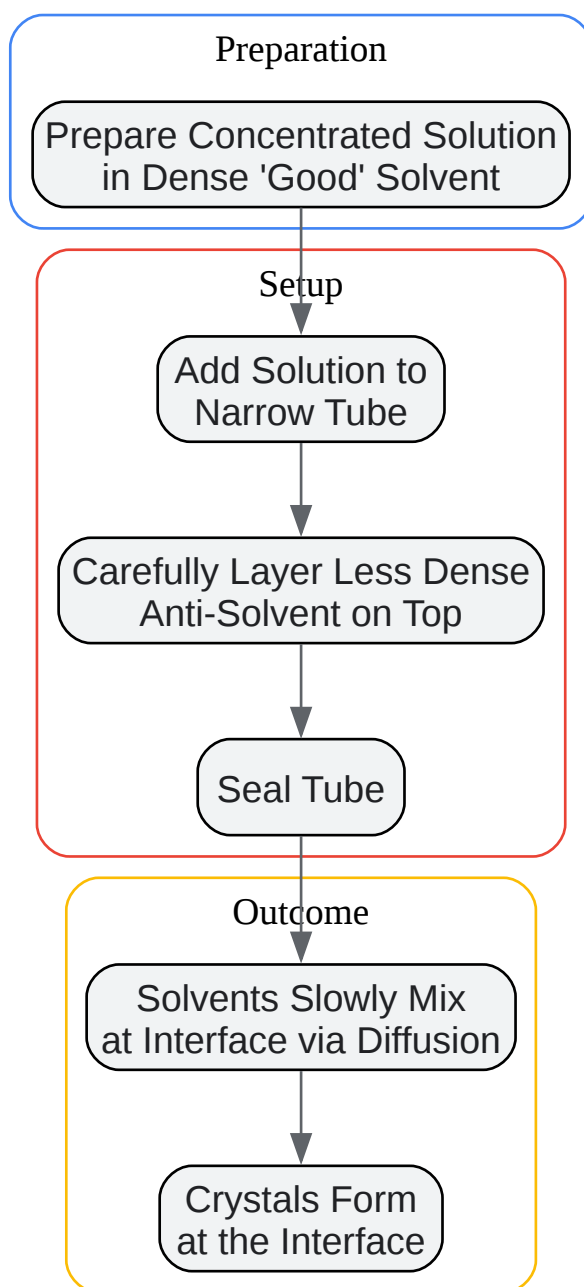 Preparation
Prepare Concentrated Solution
in Dense 'Good' Solvent
Setup
Add Solution to
Narrow Tube
Carefully Layer Less Dense
Anti-Solvent on Top
Seal Tube
Outcome
Solvents Slowly Mix
at Interface via Diffusion
Crystals Form
at the Interface